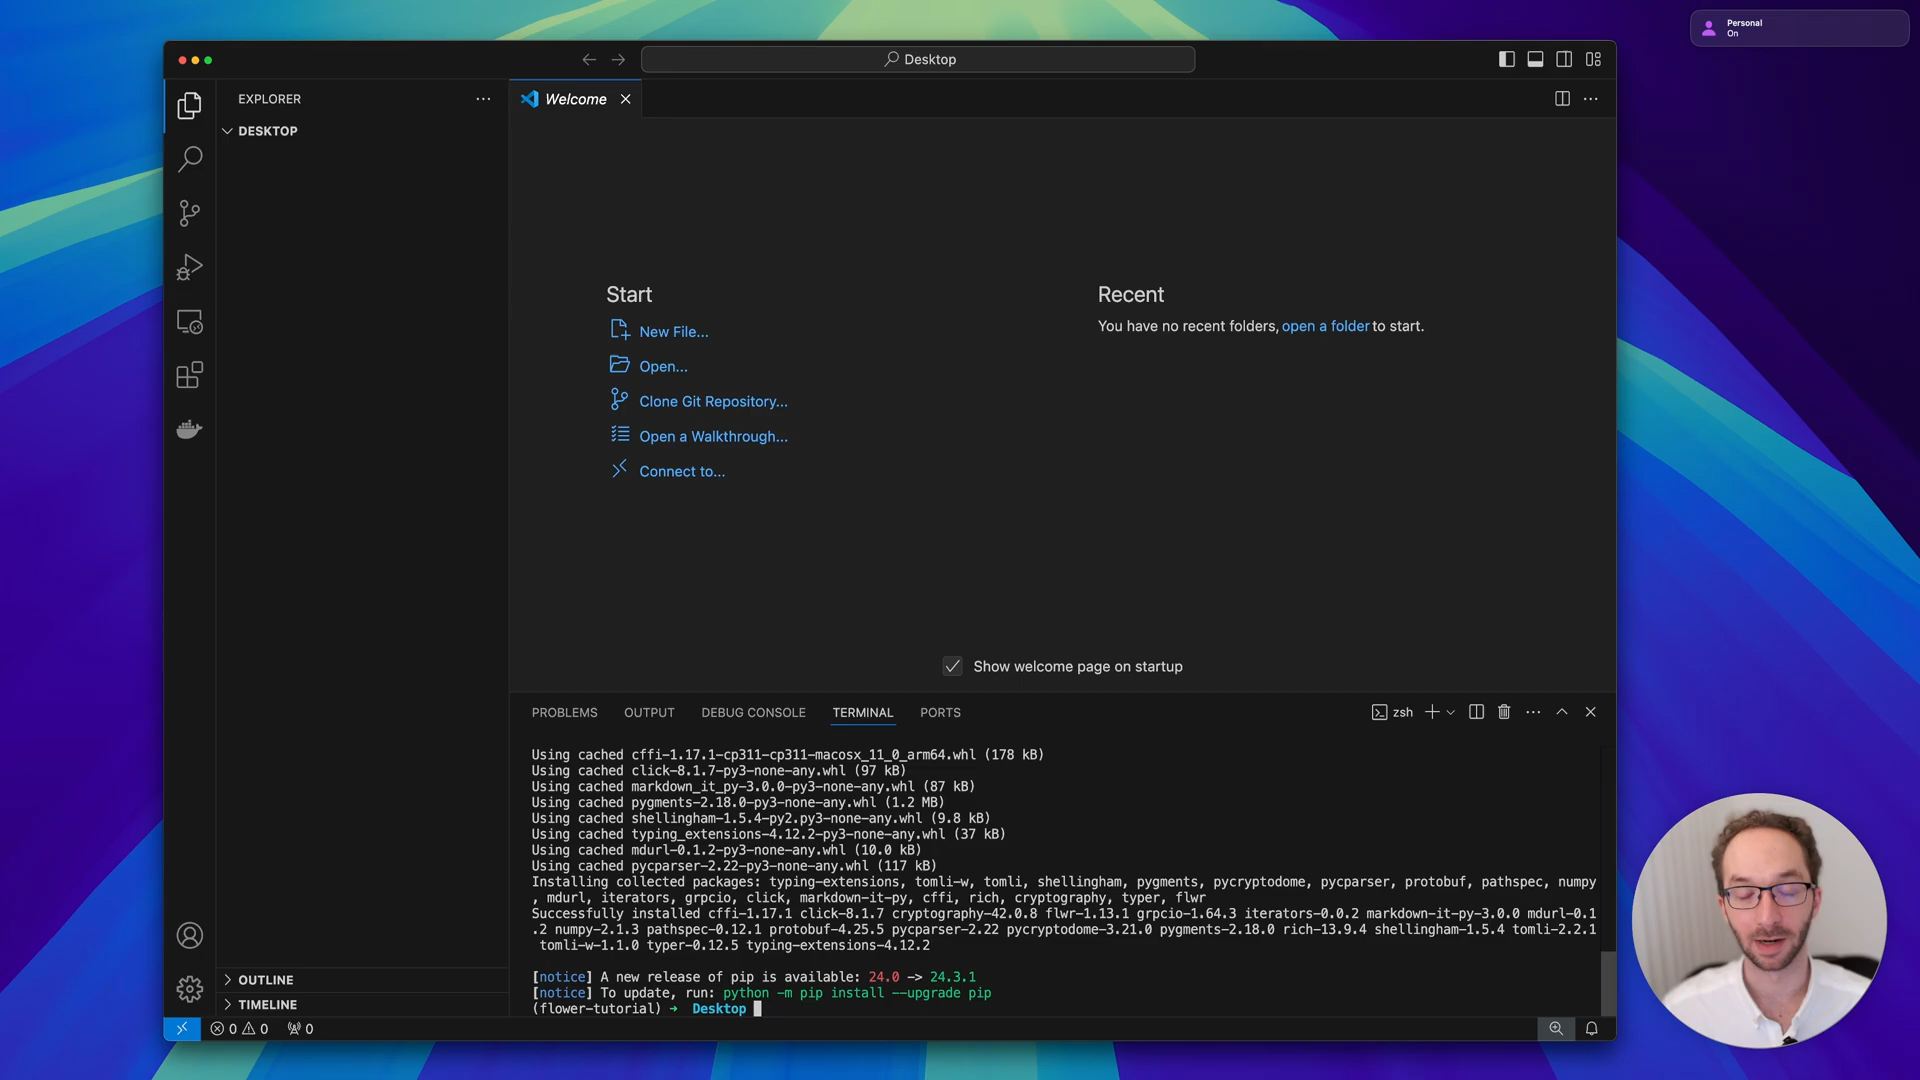 Personal
On
Desktop
EXPLORER
Welcome
DESKTOP
Start
New File...
Open...
Clone Git Repository...
Open a Walkthrough...
Connect to...
Recent
You have no recent folders, open a folder to start.
Show welcome page on startup
PROBLEMS OUTPUT DEBUG CONSOLE TERMINAL PORTS
zsh
Using cached cffi-1.17.1-cp311-cp311-macosx_11_0_arm64.whl (178 kB)
Using cached click-8.1.7-py3-none-any.whl (97 kB)
Using cached markdown_it_py-3.0.0-py3-none-any.whl (87 kB)
Using cached pygments-2.18.0-py3-none-any.whl (1.2 MB)
Using cached shellingham-1.5.4-py2.py3-none-any.whl (9.8 kB)
Using cached typing_extensions-4.12.2-py3-none-any.whl (37 kB)
Using cached mdurl-0.1.2-py3-none-any.whl (10.0 kB)
Using cached pycparser-2.22-py3-none-any.whl (117 kB)
Installing collected packages: typing-extensions, tomli-w, tomli, shellingham, pygments, pycryptodome, pycparser, protobuf, pathspec, numpy
, mdurl, iterators, grpcio, click, markdown-it-py, cffi, rich, cryptography, typer, flwr
Successfully installed cffi-1.17.1 click-8.1.7 cryptography-42.0.8 flwr-1.13.1 grpcio-1.64.3 iterators-0.0.2 markdown-it-py-3.0.0 mdurl-0.1
.2 numpy-2.1.3 pathspec-0.12.1 protobuf-4.25.5 pycparser-2.22 pycryptodome-3.21.0 pygments-2.18.0 rich-13.9.4 shellingham-1.5.4 tomli-2.2.1
tomli-w-1.1.0 typer-0.12.5 typing-extensions-4.12.2
[notice] A new release of pip is available: 24.0 -> 24.3.1
[notice] To update, run: python -m pip install --upgrade pip
(flower-tutorial) → Desktop
OUTLINE
TIMELINE
0 0 0